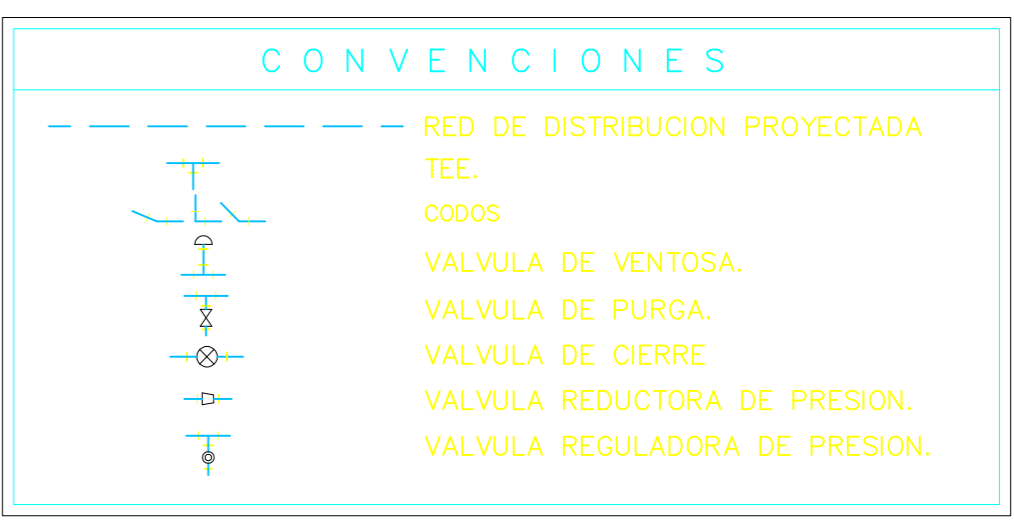 CONVENCIONES
RED DE DISTRIBUCION PROYECTADA
TEE.
CODOS
VALVULA DE VENTOSA.
VALVULA DE PURGA.
VALVULA DE CIERRE
VALVULA REDUCTORA DE PRESION.
VALVULA REGULADORA DE PRESION.